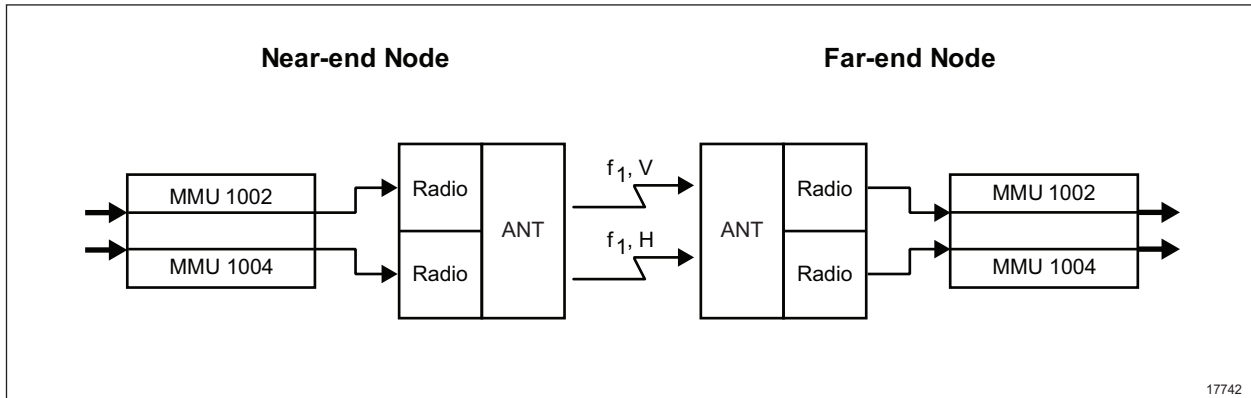 Near-end Node
Far-end Node
MMU 1002
MMU 1004
Radio
Radio
ANT
f1, V
f1, H
ANT
Radio
Radio
MMU 1002
MMU 1004
17742